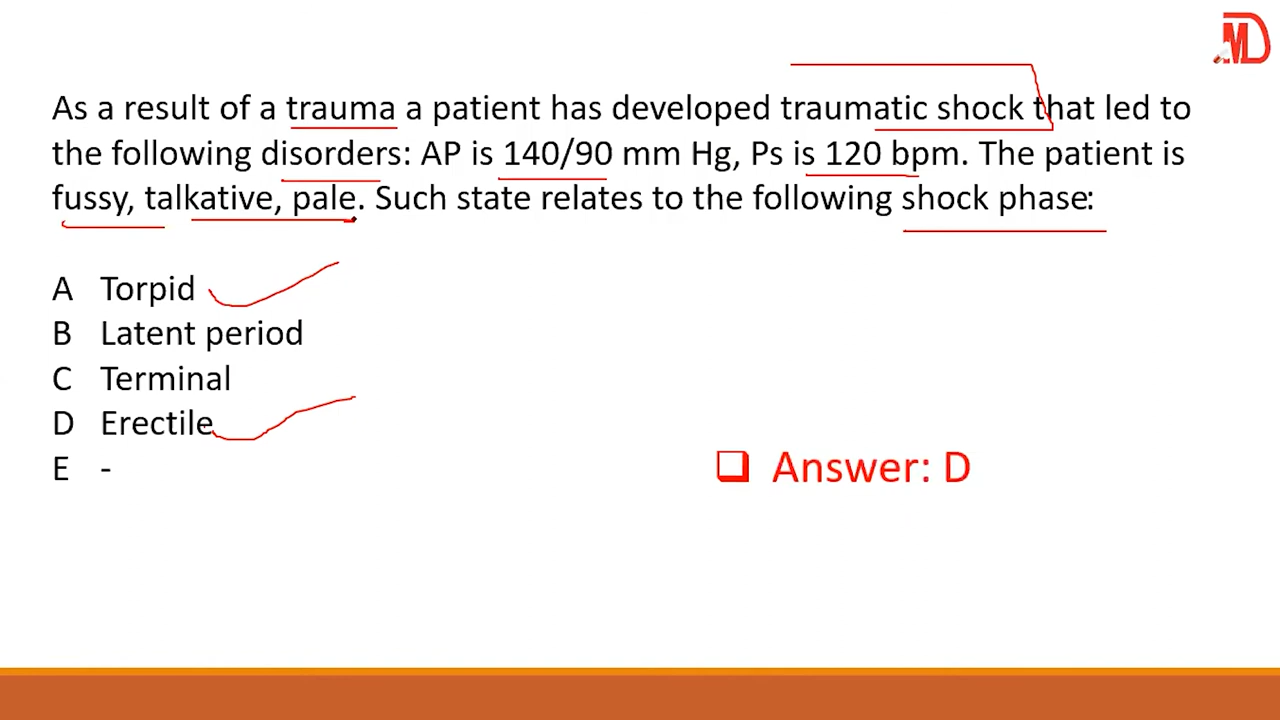 MD
As a result of a trauma a patient has developed traumatic shock that led to
the following disorders: AP is 140/90 mm Hg, Ps is 120 bpm. The patient is
fussy, talkative, pale. Such state relates to the following shock phase:
A Torpid
B Latent period
C Terminal
D Erectile
E -
❑ Answer: D